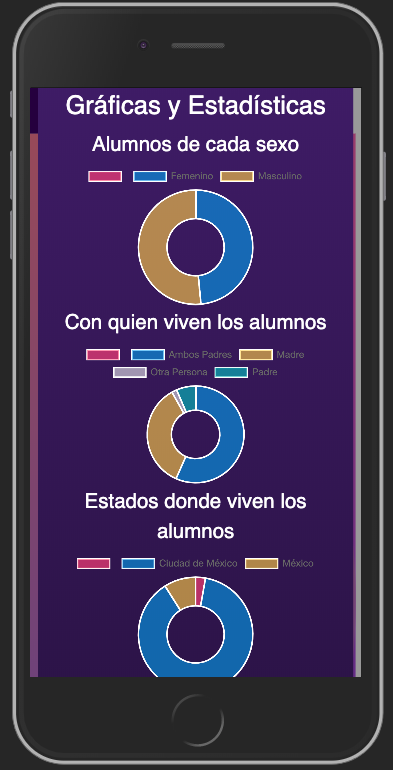 Gráficas y Estadísticas
Alumnos de cada sexo
Femenino Masculino
Con quien viven los alumnos
Ambos Padres Madre
Otra Persona Padre
Estados donde viven los
alumnos
Ciudad de México México